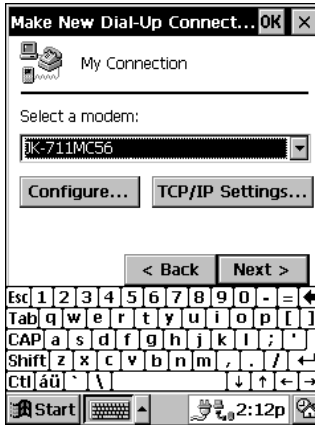 Make New Dial-Up Connect... OK ×
My Connection
Select a modem:
JK-711MC56
Configure... TCP/IP Settings...
< Back Next >
Esc 1 2 3 4 5 6 7 8 9 0 - = ←
Tab q w e r t y u i o p [ ]
CAP a s d f g h j k l ; '
Shift z x c v b n m , . / ↵
Ctl áü ` \ ↓ ↑ ← →
Start 2:12p